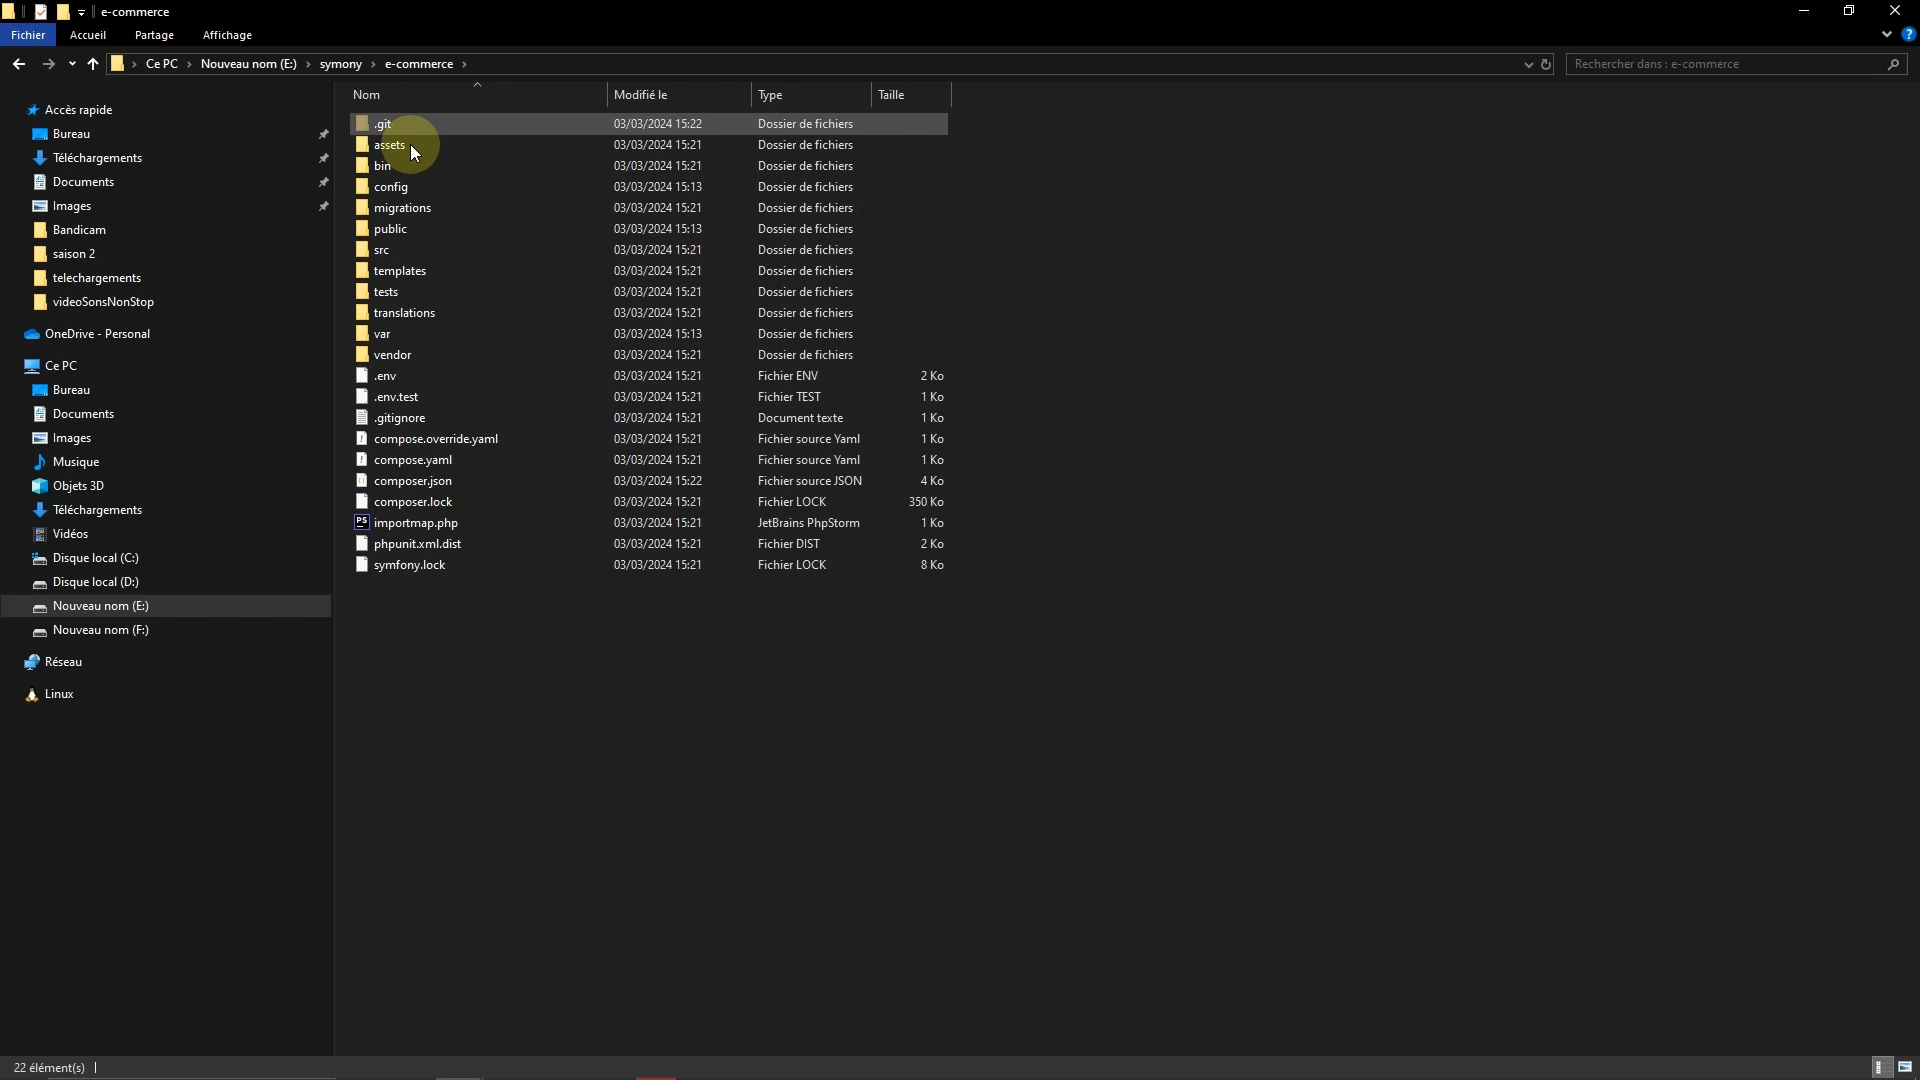 e-commerce
Fichier Accueil Partage Affichage
Ce PC Nouveau nom (E:) symony e-commerce
Rechercher dans : e-commerce
Accès rapide
Bureau
Téléchargements
Documents
Images
Bandicam
saison 2
telechargements
videoSonsNonStop
OneDrive - Personal
Ce PC
Bureau
Documents
Images
Musique
Objets 3D
Téléchargements
Vidéos
Disque local (C:)
Disque local (D:)
Nouveau nom (E:)
Nouveau nom (F:)
Réseau
Linux
Nom Modifié le Type Taille
.git 03/03/2024 15:22 Dossier de fichiers
assets 03/03/2024 15:21 Dossier de fichiers
bin 03/03/2024 15:21 Dossier de fichiers
config 03/03/2024 15:13 Dossier de fichiers
migrations 03/03/2024 15:21 Dossier de fichiers
public 03/03/2024 15:13 Dossier de fichiers
src 03/03/2024 15:21 Dossier de fichiers
templates 03/03/2024 15:21 Dossier de fichiers
tests 03/03/2024 15:21 Dossier de fichiers
translations 03/03/2024 15:21 Dossier de fichiers
var 03/03/2024 15:13 Dossier de fichiers
vendor 03/03/2024 15:21 Dossier de fichiers
.env 03/03/2024 15:21 Fichier ENV 2 Ko
.env.test 03/03/2024 15:21 Fichier TEST 1 Ko
.gitignore 03/03/2024 15:21 Document texte 1 Ko
compose.override.yaml 03/03/2024 15:21 Fichier source Yaml 1 Ko
compose.yaml 03/03/2024 15:21 Fichier source Yaml 1 Ko
composer.json 03/03/2024 15:22 Fichier source JSON 4 Ko
composer.lock 03/03/2024 15:21 Fichier LOCK 350 Ko
importmap.php 03/03/2024 15:21 JetBrains PhpStorm 1 Ko
phpunit.xml.dist 03/03/2024 15:21 Fichier DIST 2 Ko
symfony.lock 03/03/2024 15:21 Fichier LOCK 8 Ko
22 élément(s)